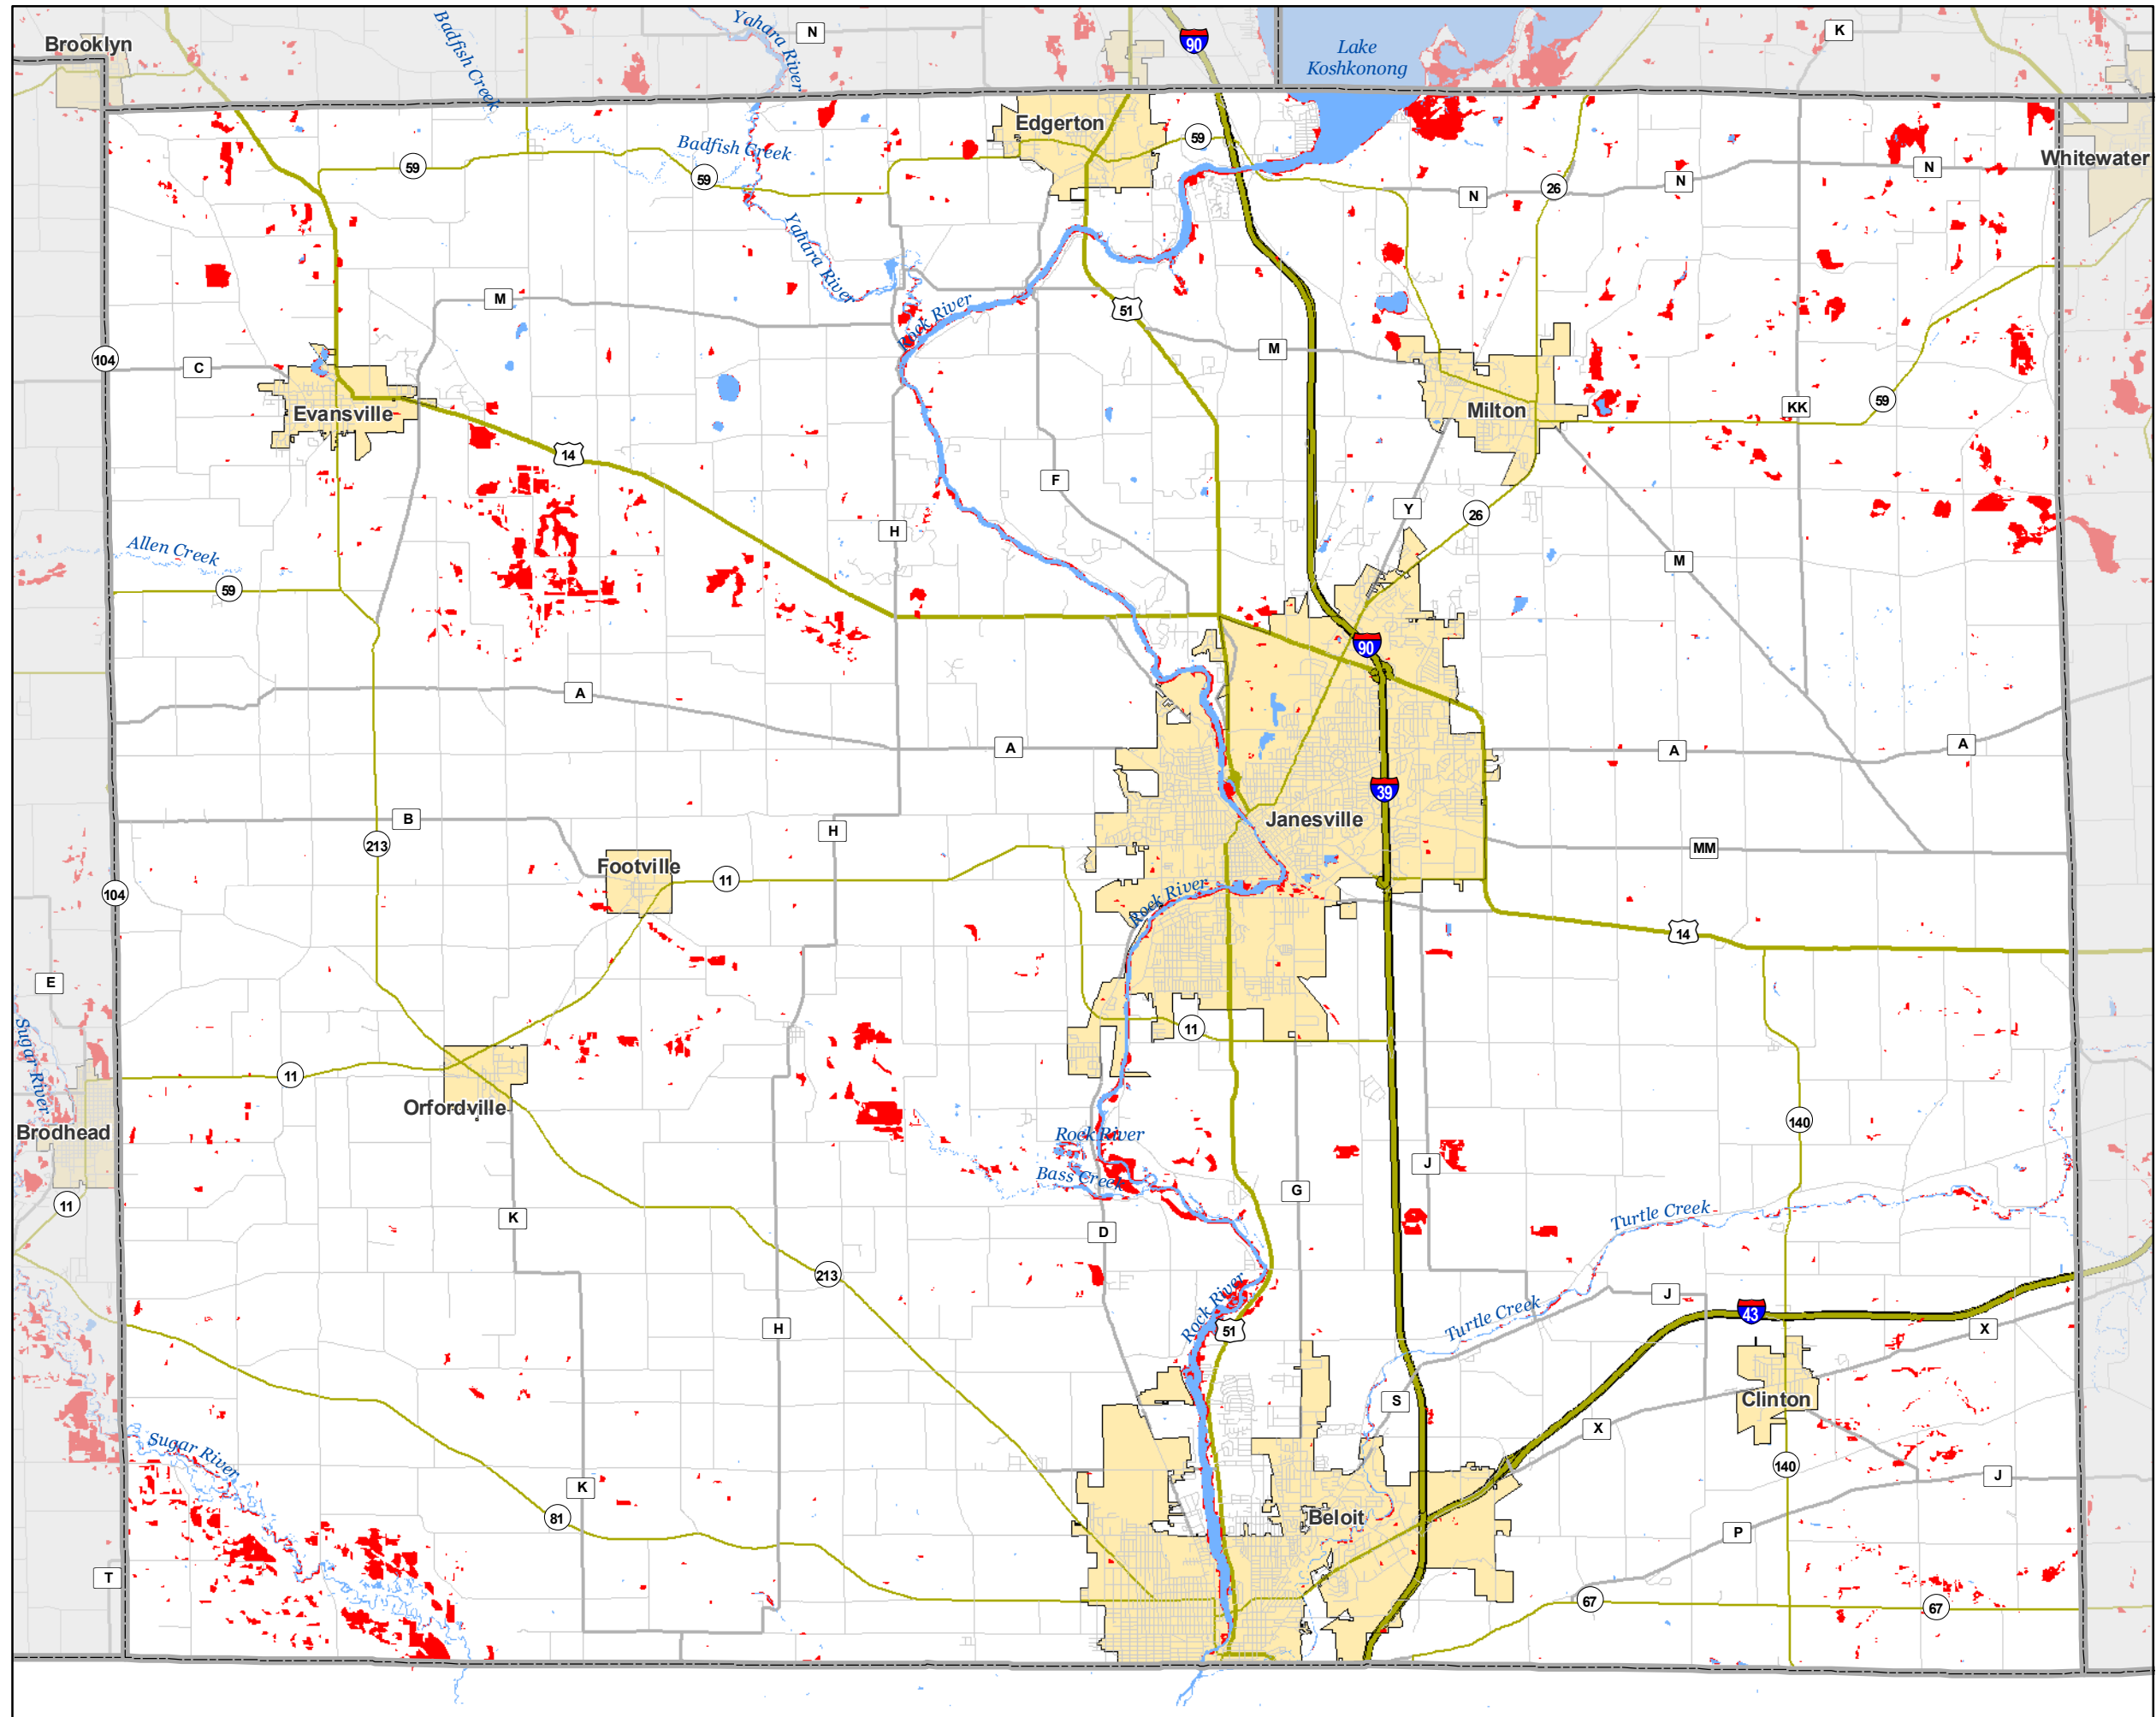 Brooklyn
Badfish Creek
Yahara River
N
90
Lake
Koshkonong
K
Edgerton
59
Badfish Creek
59
59
Whitewater
N
N
N
26
Yahara River
M
Rock River
51
M
104
C
Evansville
Milton
KK
59
14
F
Y
26
H
M
Allen Creek
59
90
A
A
A
A
39
B
H
Janesville
213
MM
Footville
11
104
Rock River
14
E
Sugar River
11
11
Orfordville
140
Brodhead
Rock River
J
Bass Creek
11
K
G
Turtle Creek
D
213
Rock River
J
43
Turtle Creek
H
51
X
S
Clinton
X
Sugar River
140
J
K
81
Beloit
P
T
67
67